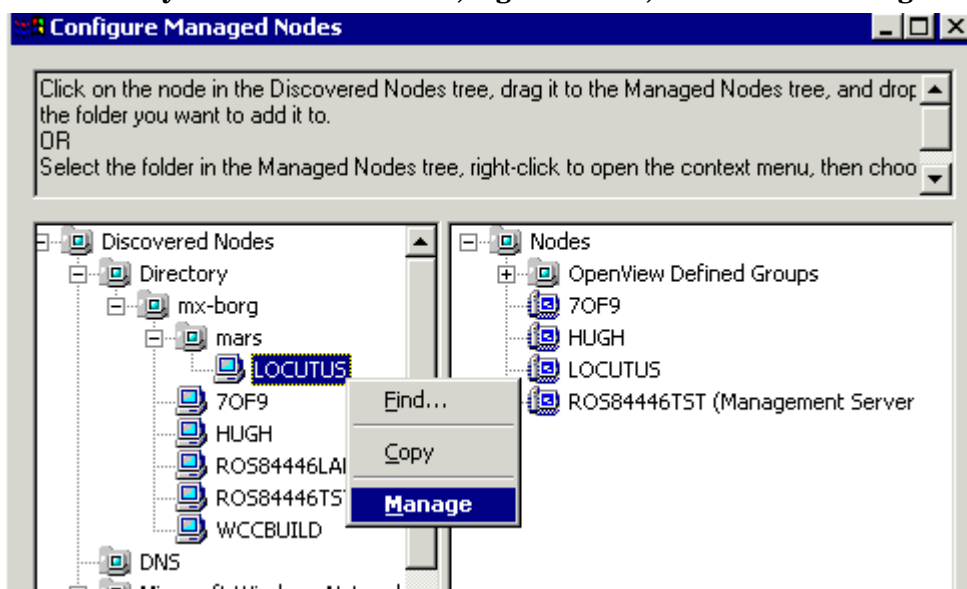 Configure Managed Nodes
Click on the node in the Discovered Nodes tree, drag it to the Managed Nodes tree, and drop
the folder you want to add it to.
OR
Select the folder in the Managed Nodes tree, right-click to open the context menu, then choo
Discovered Nodes
Directory
mx-borg
mars
LOCUTUS
7OF9
HUGH
ROS84446LA
ROS84446TST
WCCBUILD
DNS
Find...
Copy
Manage
Nodes
OpenView Defined Groups
7OF9
HUGH
LOCUTUS
ROS84446TST (Management Server